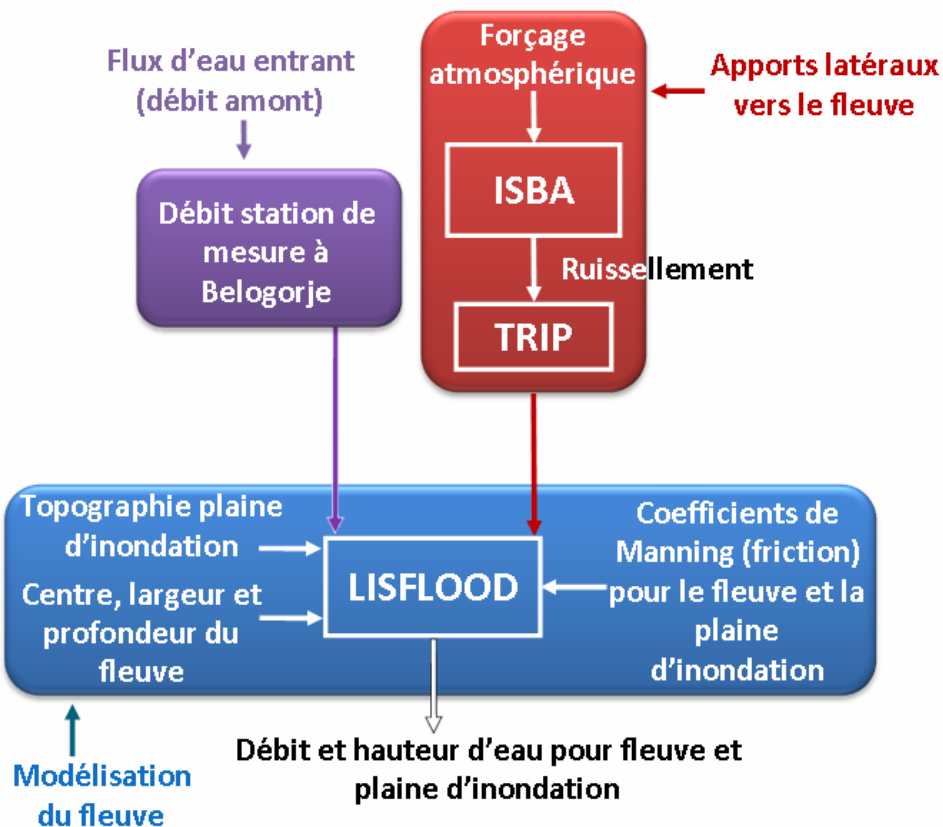 Flux d'eau entrant
(débit amont)
Forçage
atmosphérique
Apports latéraux
vers le fleuve
Débit station de
mesure à
Belogorje
ISBA
Ruissellement
TRIP
Topographie plaine
d'inondation
Centre, largeur et
profondeur du
fleuve
LISFLOOD
Coefficients de
Manning (friction)
pour le fleuve et la
plaine
d'inondation
Modélisation
du fleuve
Débit et hauteur d'eau pour fleuve et
plaine d'inondation